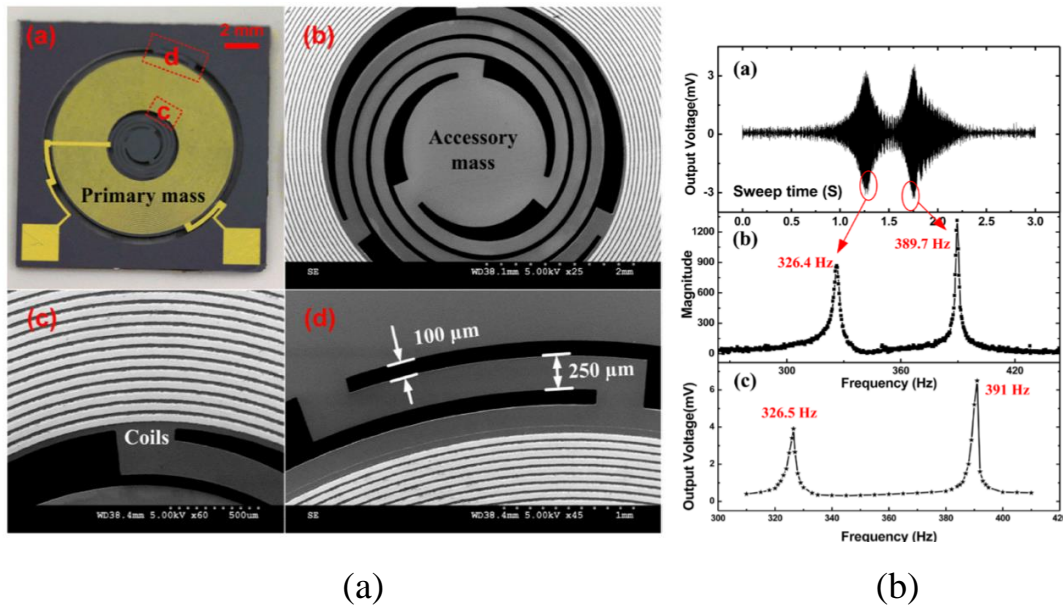 (a)
2 mm
d
c
Primary mass
(b)
Accessory
mass
SE
WD38.1mm 5.00kV x25 2mm
(c)
Coils
WD38.4mm 5.00kV x60 500um
(d)
100 µm
250 µm
SE
WD38.4mm 5.00kV x45 1mm
(a)
(a)
Output Voltage(mV)
3
0
-3
Sweep time (S)
0.0 0.5 1.0 1.5 2.0 2.5 3.0
(b)
326.4 Hz
389.7 Hz
Magnitude
1200
900
600
300
0
300 360 420
Frequency (Hz)
(c)
326.5 Hz
391 Hz
Output Voltage(mV)
6
4
2
0
300 320 340 360 380 400 420
Frequency (Hz)
(b)